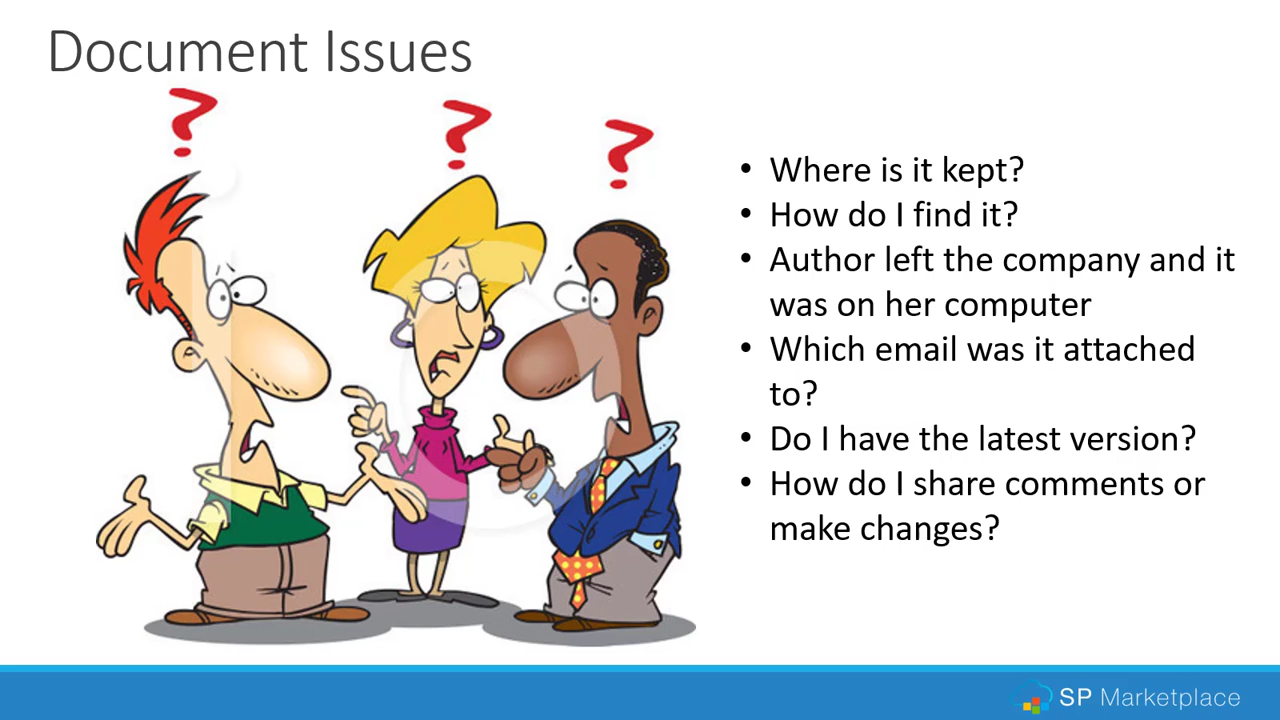 Document Issues
? ? ?
• Where is it kept?
• How do I find it?
• Author left the company and it
was on her computer
• Which email was it attached
to?
• Do I have the latest version?
• How do I share comments or
make changes?
SP Marketplace